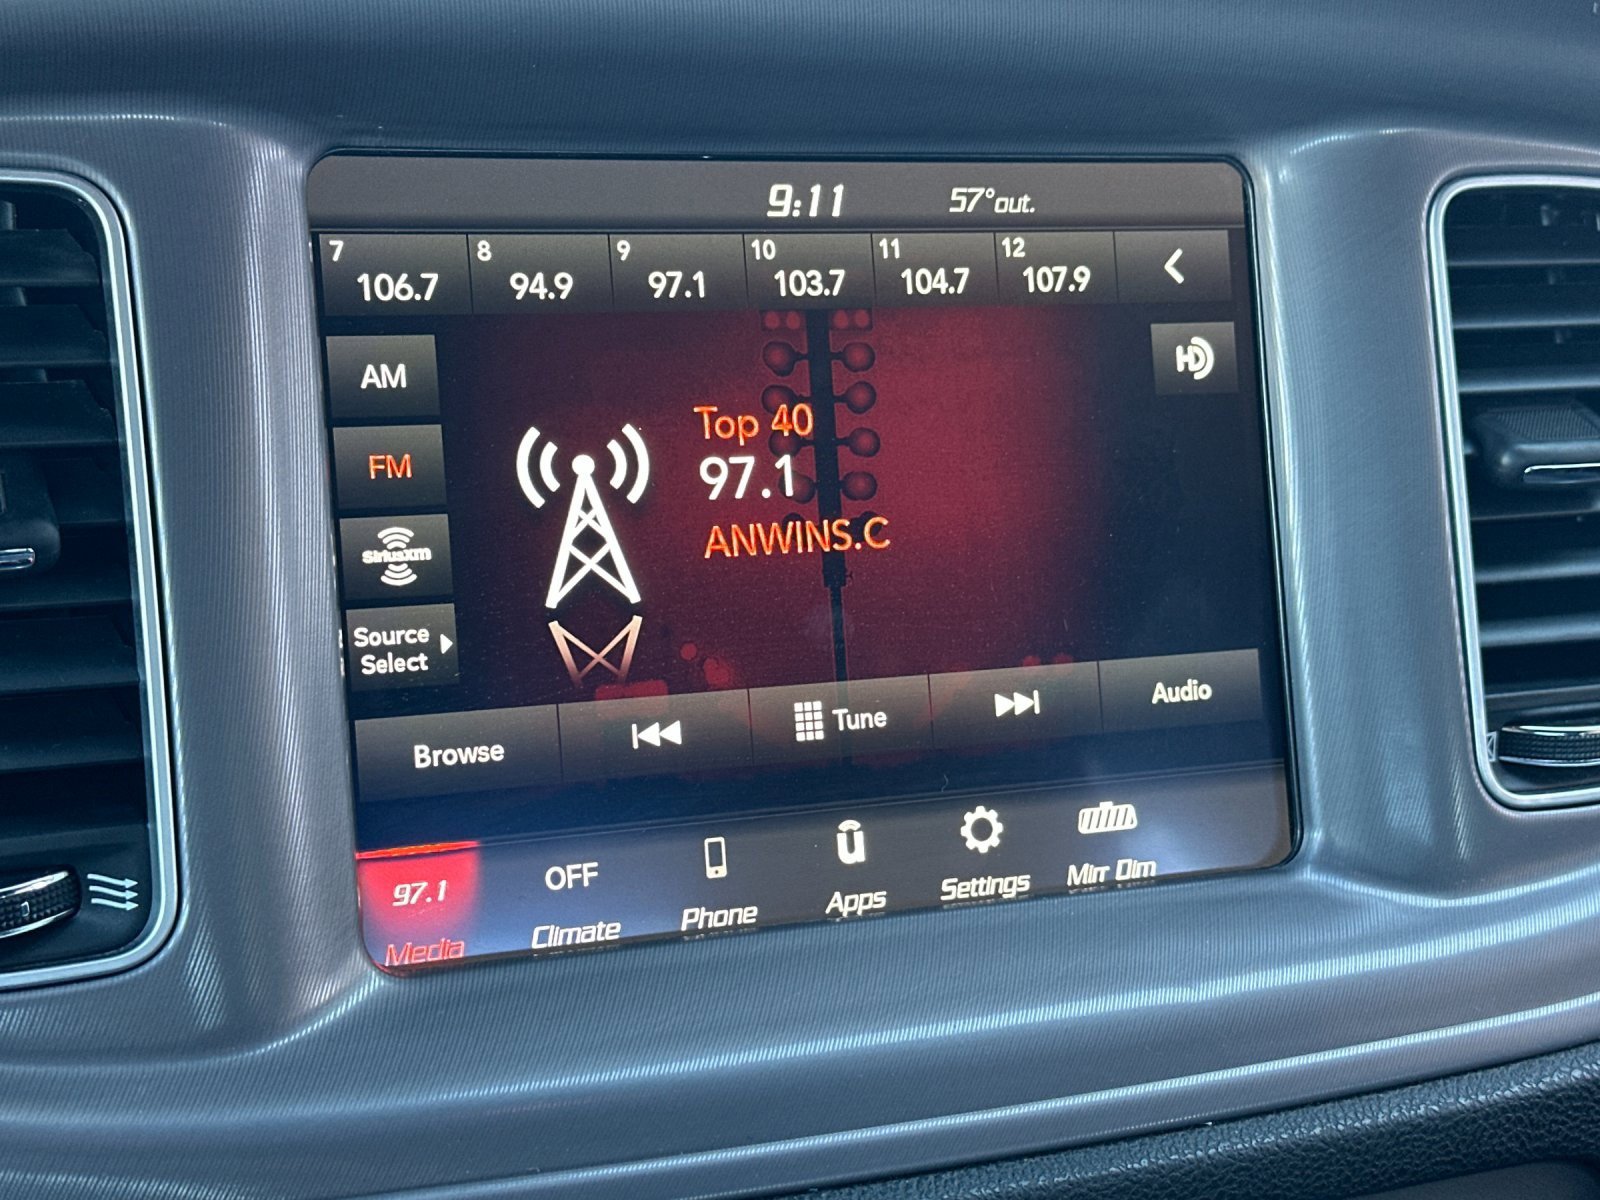 9:11 57°out.
7 8 9 10 11 12
106.7 94.9 97.1 103.7 104.7 107.9
AM
HD
Top 40
FM
97.1
ANWINS.C
SiriusXm
Source
Select
Browse Tune Audio
97.1 OFF
Media Climate Phone Apps Settings Mirr Dim